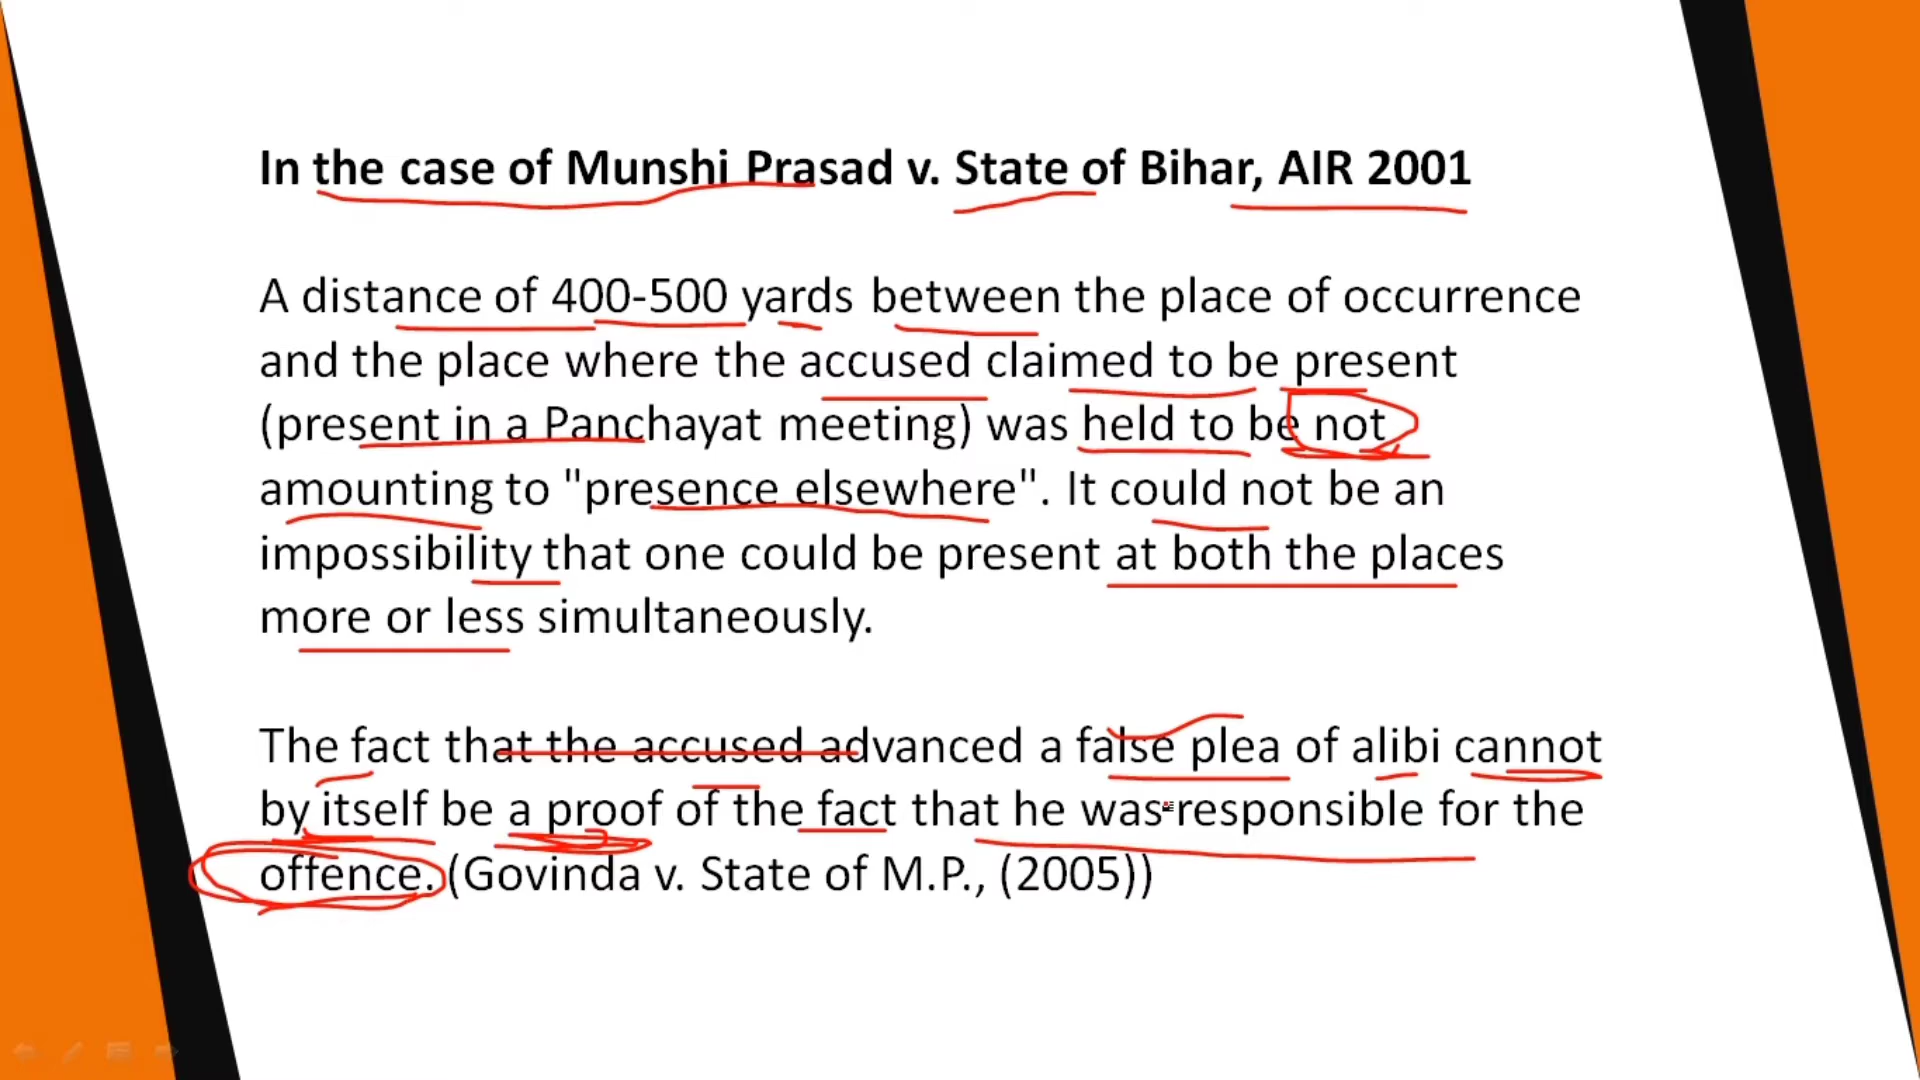 In the case of Munshi Prasad v. State of Bihar, AIR 2001
A distance of 400-500 yards between the place of occurrence
and the place where the accused claimed to be present
(present in a Panchayat meeting) was held to be not
amounting to "presence elsewhere". It could not be an
impossibility that one could be present at both the places
more or less simultaneously.
The fact that the accused advanced a false plea of alibi cannot
by itself be a proof of the fact that he was responsible for the
offence. (Govinda v. State of M.P., (2005))